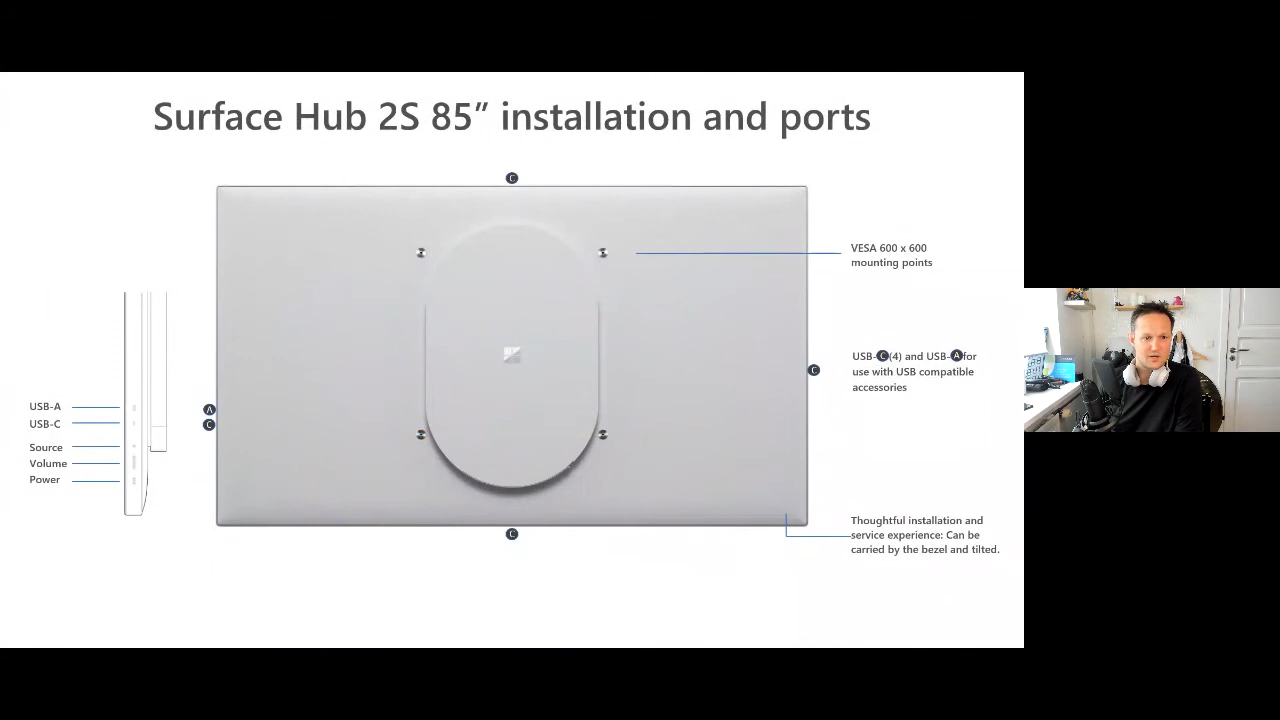 Surface Hub 2S 85” installation and ports
C
VESA 600 x 600
mounting points
USB-C(4) and USB-A for
use with USB compatible
accessories
C
USB-A
USB-C
Source
Volume
Power
A
C
Thoughtful installation and
service experience: Can be
carried by the bezel and tilted.
C